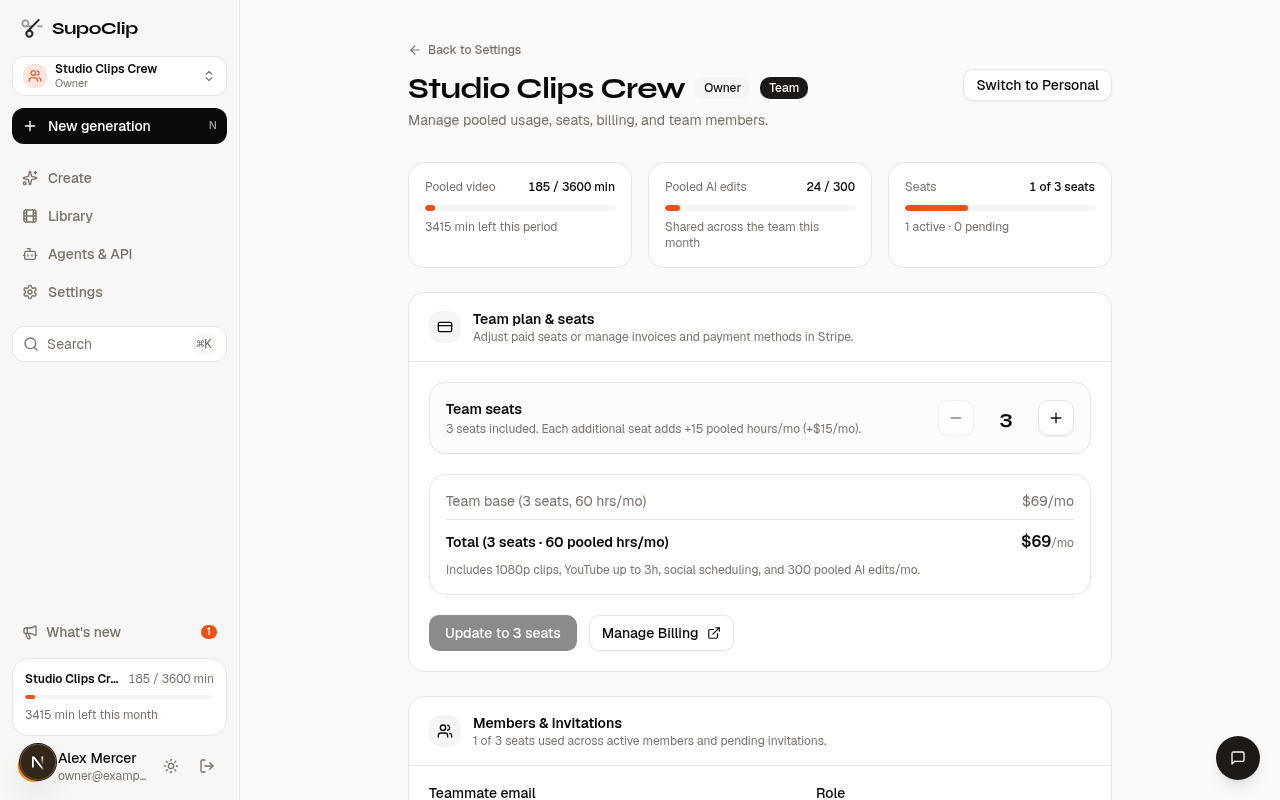 SupoClip
Studio Clips Crew
Owner
New generation N
Create
Library
Agents & API
Settings
Search ⌘K
What's new 1
Studio Clips Cr... 185 / 3600 min
3415 min left this month
N
Alex Mercer
owner@examp...
Back to Settings
Studio Clips Crew Owner Team
Switch to Personal
Manage pooled usage, seats, billing, and team members.
Pooled video 185 / 3600 min
3415 min left this period
Pooled AI edits 24 / 300
Shared across the team this
month
Seats 1 of 3 seats
1 active · 0 pending
Team plan & seats
Adjust paid seats or manage invoices and payment methods in Stripe.
Team seats
3 seats included. Each additional seat adds +15 pooled hours/mo (+$15/mo).
3
Team base (3 seats, 60 hrs/mo) $69/mo
Total (3 seats · 60 pooled hrs/mo) $69/mo
Includes 1080p clips, YouTube up to 3h, social scheduling, and 300 pooled AI edits/mo.
Update to 3 seats
Manage Billing
Members & invitations
1 of 3 seats used across active members and pending invitations.
Teammate email Role